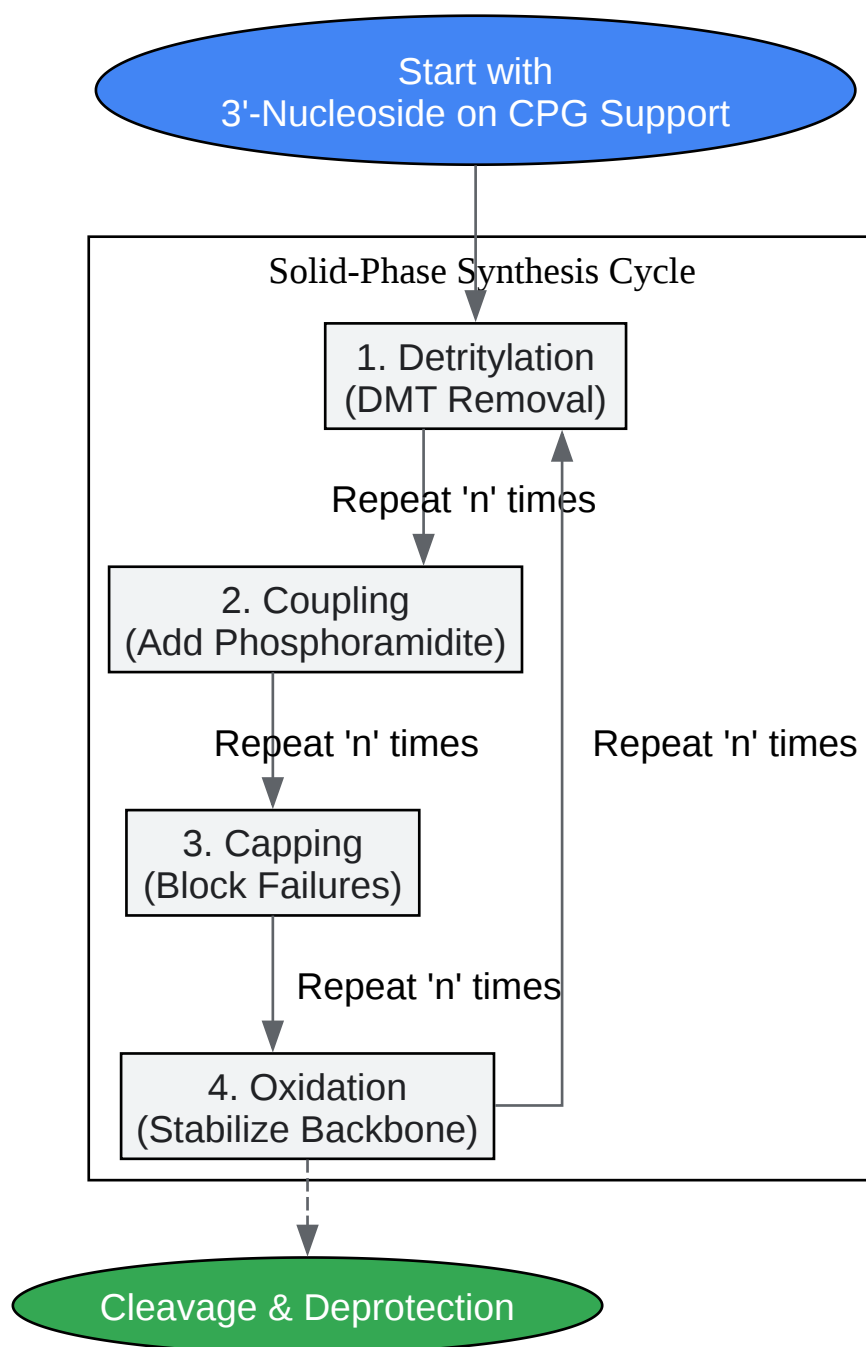 Start with
3'-Nucleoside on CPG Support
Solid-Phase Synthesis Cycle
1. Detritylation
(DMT Removal)
Repeat 'n' times
2. Coupling
(Add Phosphoramidite)
Repeat 'n' times
Repeat 'n' times
3. Capping
(Block Failures)
Repeat 'n' times
4. Oxidation
(Stabilize Backbone)
Cleavage & Deprotection